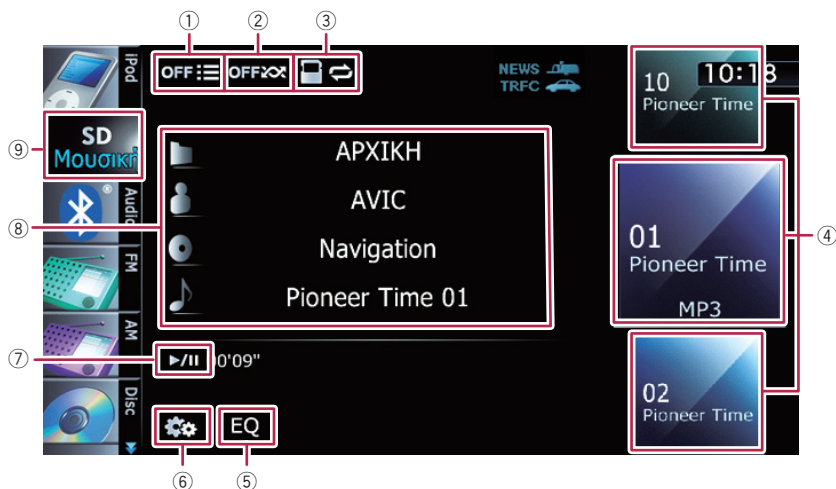 ① ② ③
iPod
OFF OFF
NEWS
TRFC
10 10:18
Pioneer Time
⑨ SD
Μουσική
Audio
⑧ ΑΡΧΙΚΗ
AVIC
Navigation
Pioneer Time 01
④
01
Pioneer Time
MP3
FM
AM
⑦ ►/II 00'09"
02
Pioneer Time
Disc
EQ
⑥ ⑤